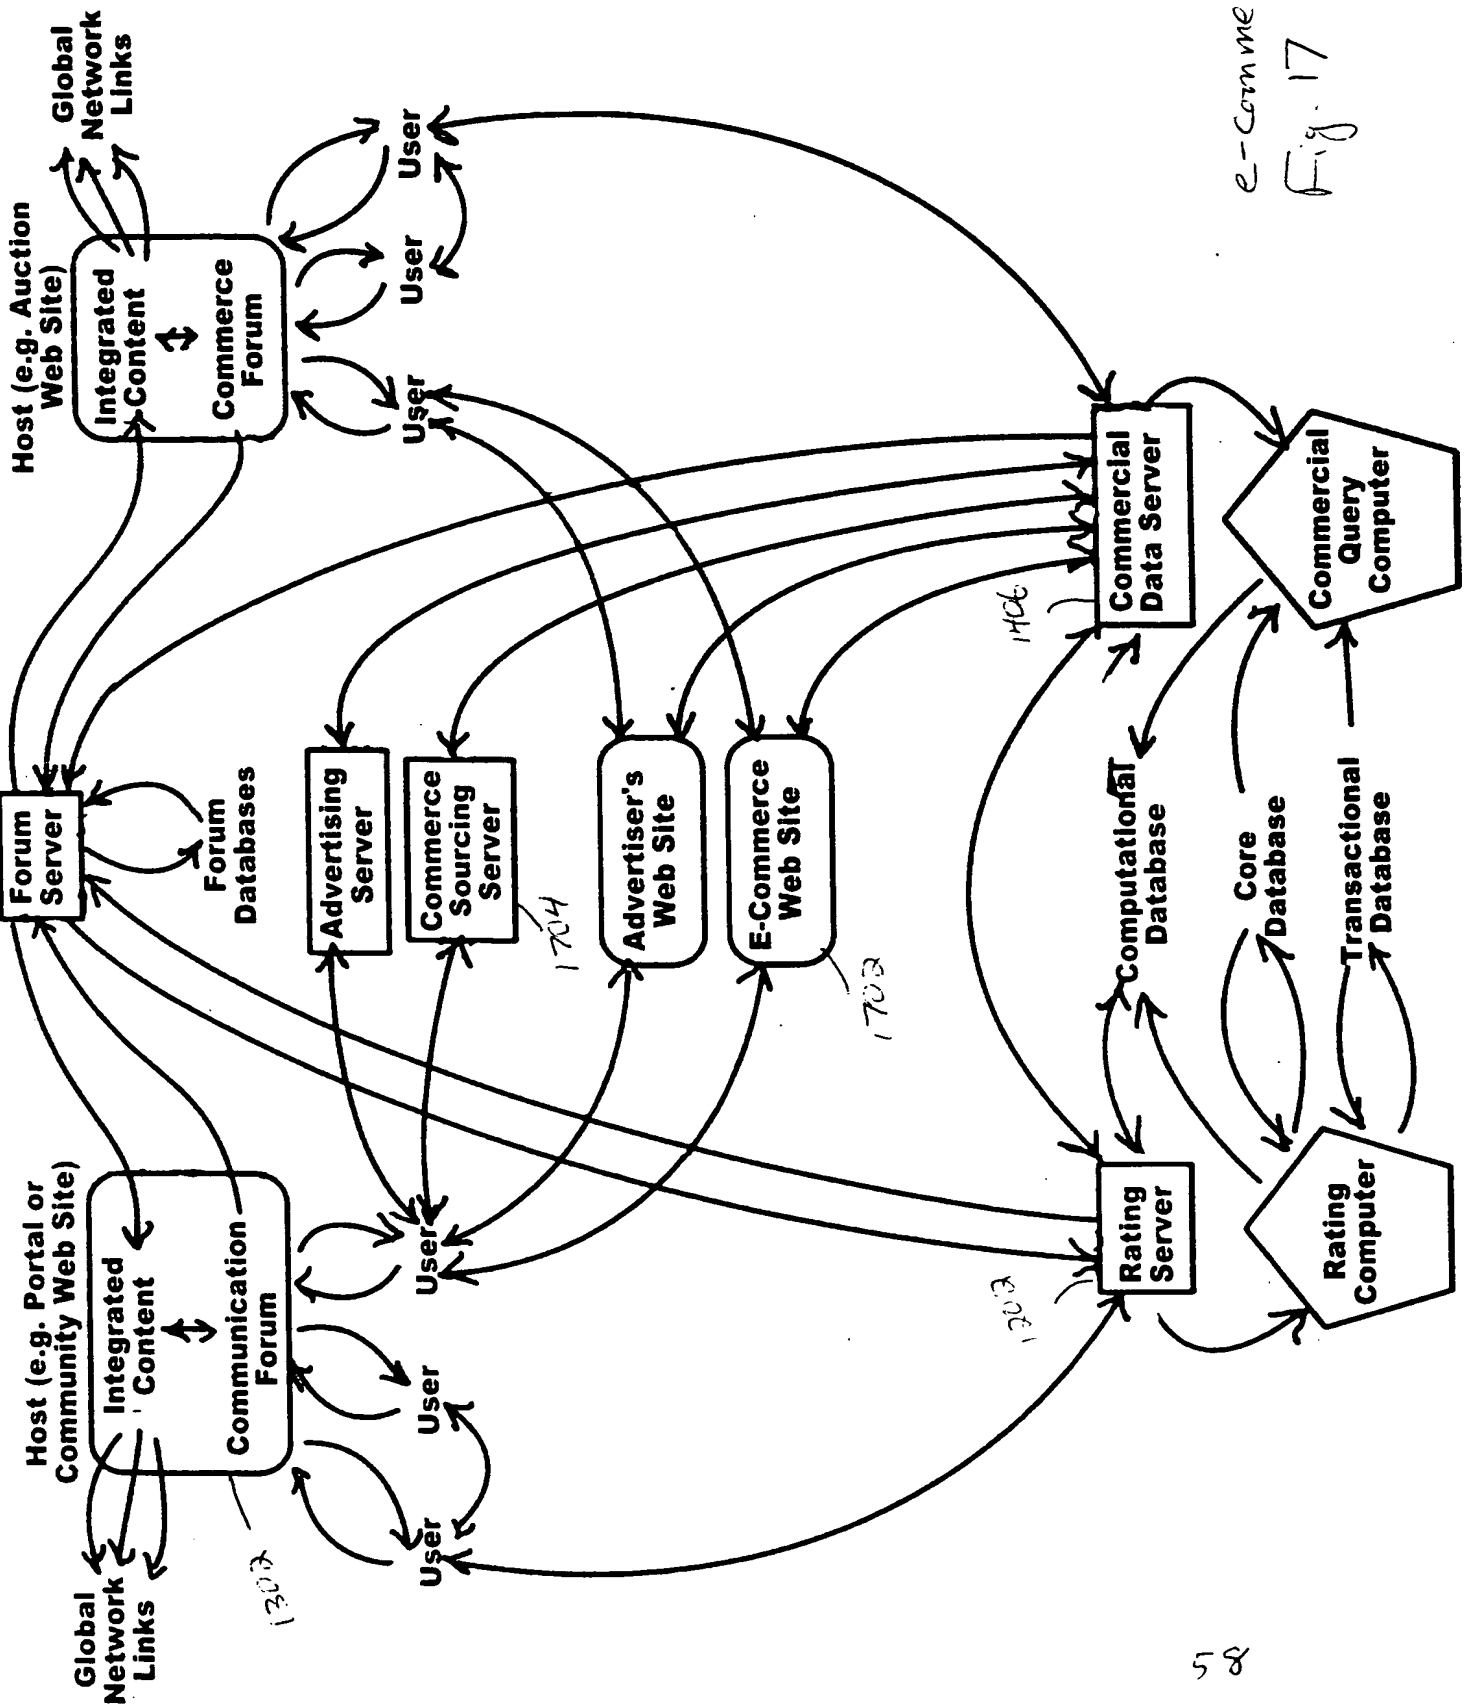 Host (e.g. Portal or
Community Web Site)
Global
Network
Links
Integrated
Content
Communication
Forum
1302
User
User
User
Forum
Server
Forum
Databases
Host (e.g. Auction
Web Site)
Integrated
Content
Commerce
Forum
Global
Network
Links
User
User
User
Advertising
Server
Commerce
Sourcing
Server
1704
Advertiser's
Web Site
E-Commerce
Web Site
1702
1202
Rating
Server
Rating
Computer
Computational
Database
Core
Database
Transactional
Database
1406
Commercial
Data Server
Commercial
Query
Computer
e-comme
Fig. 17
58